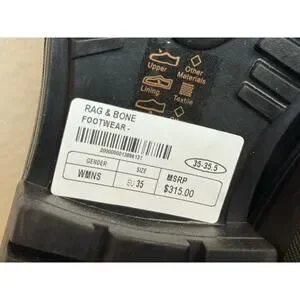 Upper
Other
Materials
Lining
Textile
RAG & BONE
FOOTWEAR -
35-35.5
GENDER SIZE MSRP
WMNS EU 35 $315.00